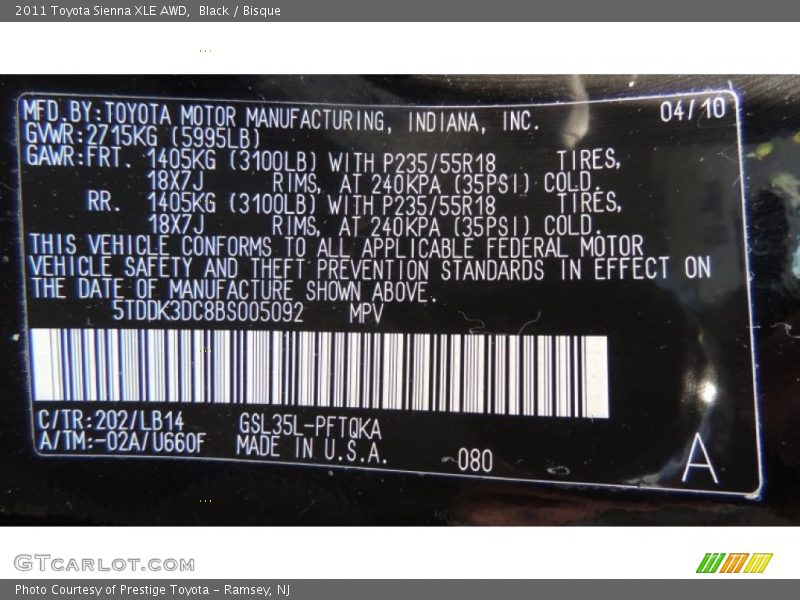 2011 Toyota Sienna XLE AWD,  Black / Bisque
MFD.BY:TOYOTA MOTOR MANUFACTURING, INDIANA, INC. 04/10
GVWR:2715KG (5995LB)
GAWR:FRT. 1405KG (3100LB) WITH P235/55R18 TIRES,
18X7J RIMS, AT 240KPA (35PSI) COLD.
RR. 1405KG (3100LB) WITH P235/55R18 TIRES,
18X7J RIMS, AT 240KPA (35PSI) COLD.
THIS VEHICLE CONFORMS TO ALL APPLICABLE FEDERAL MOTOR
VEHICLE SAFETY AND THEFT PREVENTION STANDARDS IN EFFECT ON
THE DATE OF MANUFACTURE SHOWN ABOVE.
5TDDK3DC8BS005092 MPV
C/TR:202/LB14 GSL35L-PFTQKA
A/TM:-02A/U660F MADE IN U.S.A. 080 A
GTCARLOT.COM
Photo Courtesy of Prestige Toyota - Ramsey, NJ